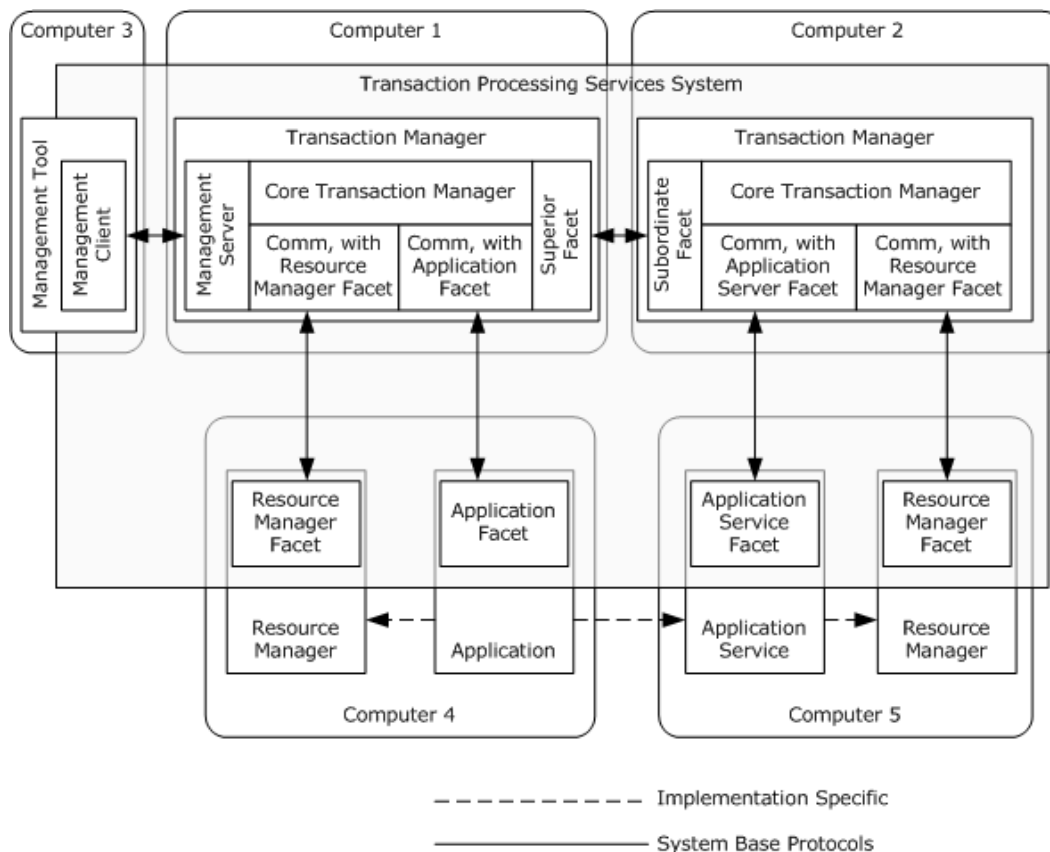 Computer 3
Computer 1
Computer 2
Transaction Processing Services System
Management Tool
Management
Client
Transaction Manager
Management
Server
Core Transaction Manager
Comm, with
Resource
Manager Facet
Comm, with
Application
Facet
Superior
Facet
Transaction Manager
Subordinate
Facet
Core Transaction Manager
Comm, with
Application
Server Facet
Comm, with
Resource
Manager Facet
Resource
Manager
Facet
Application
Facet
Application
Service
Facet
Resource
Manager
Facet
Resource
Manager
Application
Application
Service
Resource
Manager
Computer 4
Computer 5
Implementation Specific
System Base Protocols